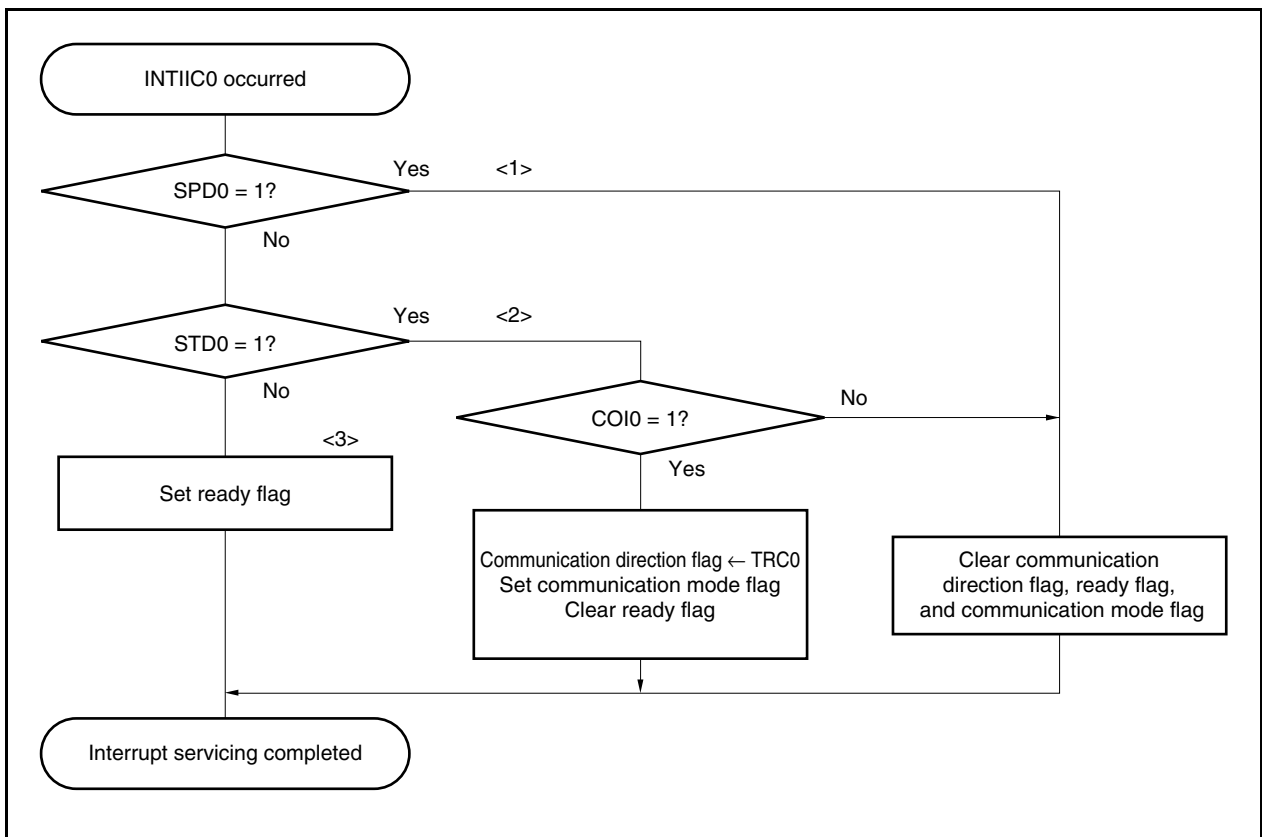 INTIIC0 occurred
Yes
<1>
SPD0 = 1?
No
Yes
<2>
STD0 = 1?
No
COI0 = 1?
No
<3>
Yes
Set ready flag
Communication direction flag ← TRC0
Set communication mode flag
Clear ready flag
Clear communication
direction flag, ready flag,
and communication mode flag
Interrupt servicing completed